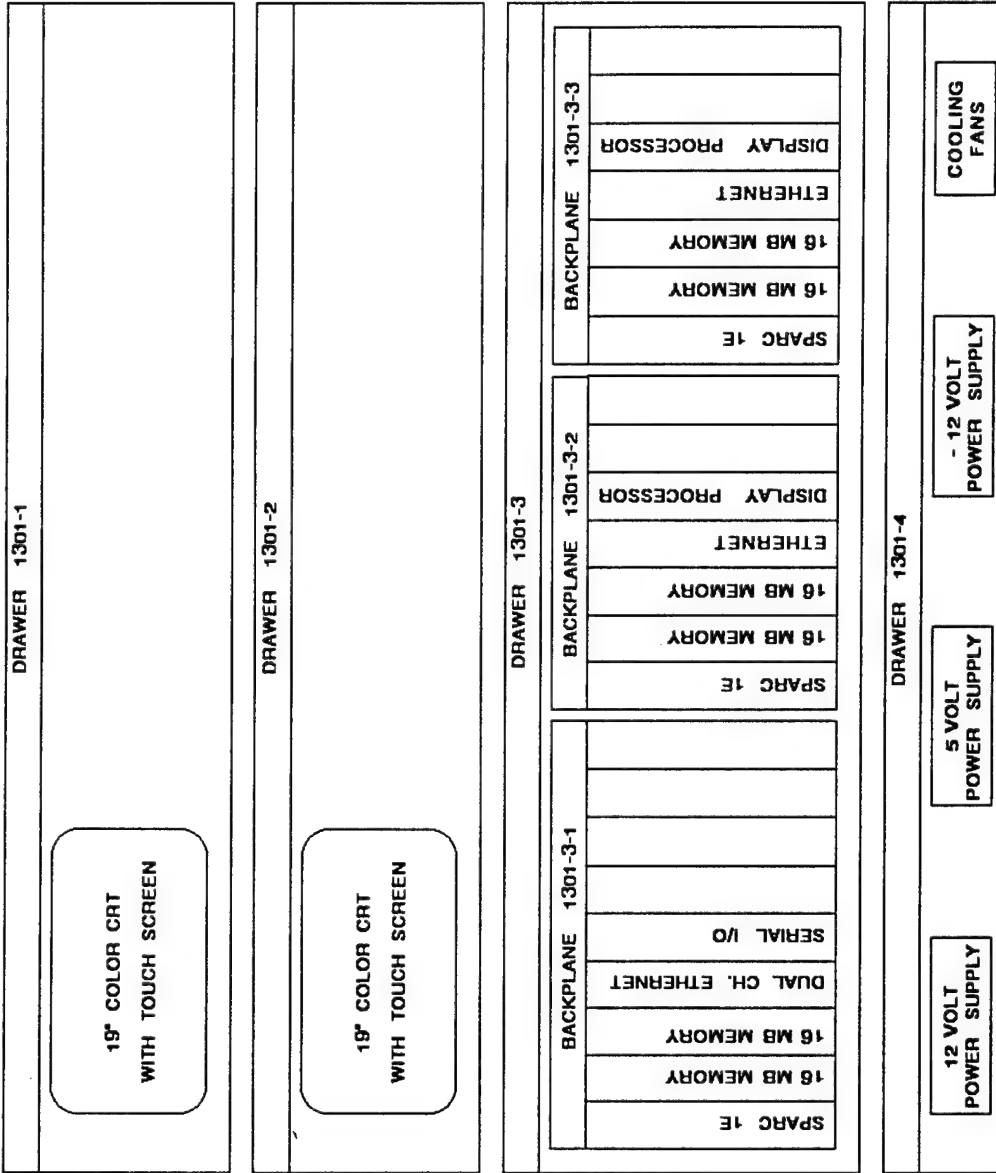 DRAWER 1301-1
19" COLOR CRT
WITH TOUCH SCREEN
DRAWER 1301-2
19" COLOR CRT
WITH TOUCH SCREEN
DRAWER 1301-3
BACKPLANE 1301-3-1
SPARC 1E
16 MB MEMORY
16 MB MEMORY
DUAL CH. ETHERNET
SERIAL I/O
BACKPLANE 1301-3-2
SPARC 1E
16 MB MEMORY
16 MB MEMORY
ETHERNET
DISPLAY PROCESSOR
BACKPLANE 1301-3-3
SPARC 1E
16 MB MEMORY
16 MB MEMORY
ETHERNET
DISPLAY PROCESSOR
DRAWER 1301-4
12 VOLT
POWER SUPPLY
5 VOLT
POWER SUPPLY
- 12 VOLT
POWER SUPPLY
COOLING
FANS